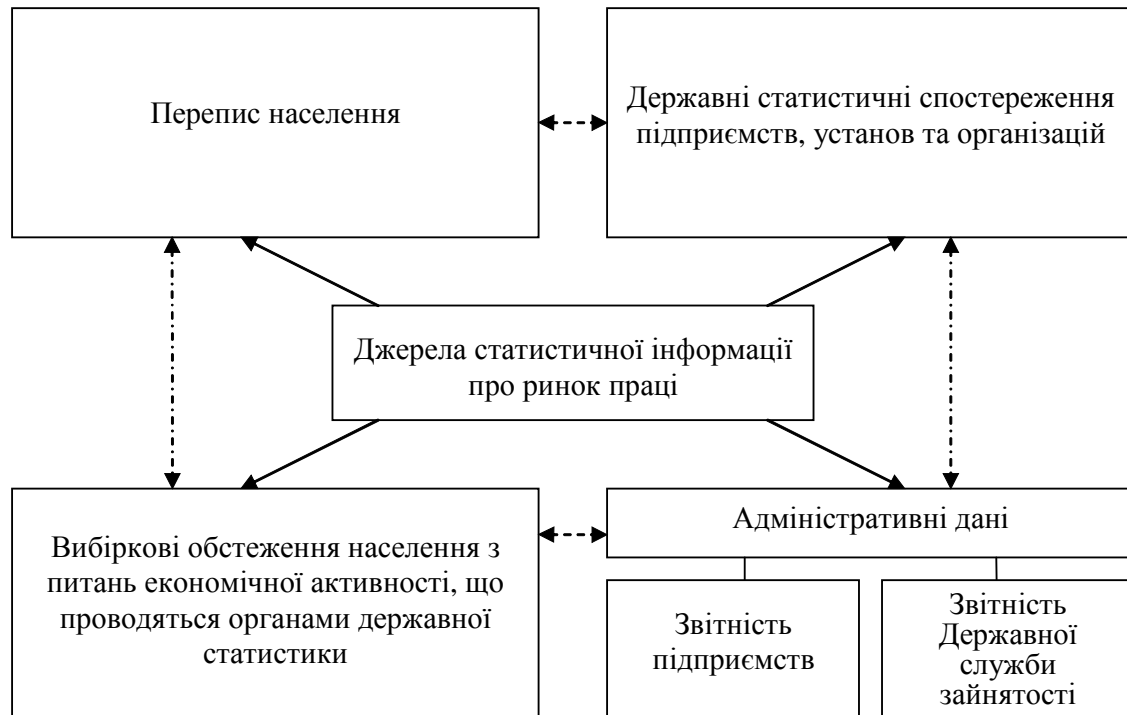 Перепис населення
Державні статистичні спостереження
підприємств, установ та організацій
Джерела статистичної інформації
про ринок праці
Вибіркові обстеження населення з
питань економічної активності, що
проводяться органами державної
статистики
Адміністративні дані
Звітність
підприємств
Звітність
Державної
служби
зайнятості